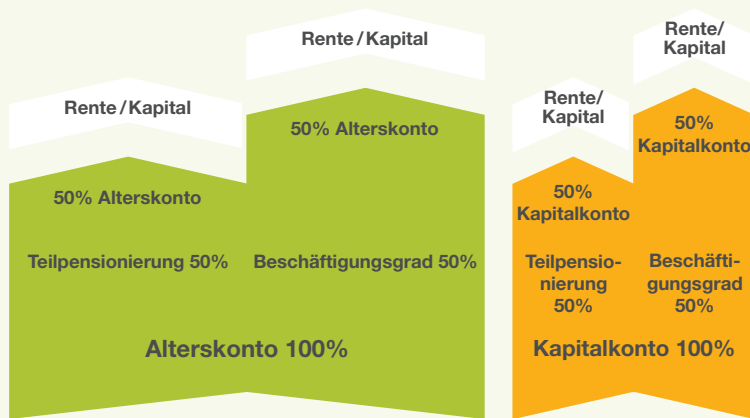 Rente/Kapital
50% Alterskonto
Teilpensionierung 50%
Rente/Kapital
50% Alterskonto
Beschäftigungsgrad 50%
Alterskonto 100%
Rente/
Kapital
50%
Kapitalkonto
Teilpensio-
nierung
50%
Rente/
Kapital
50%
Kapitalkonto
Beschäfti-
gungsgrad
50%
Kapitalkonto 100%